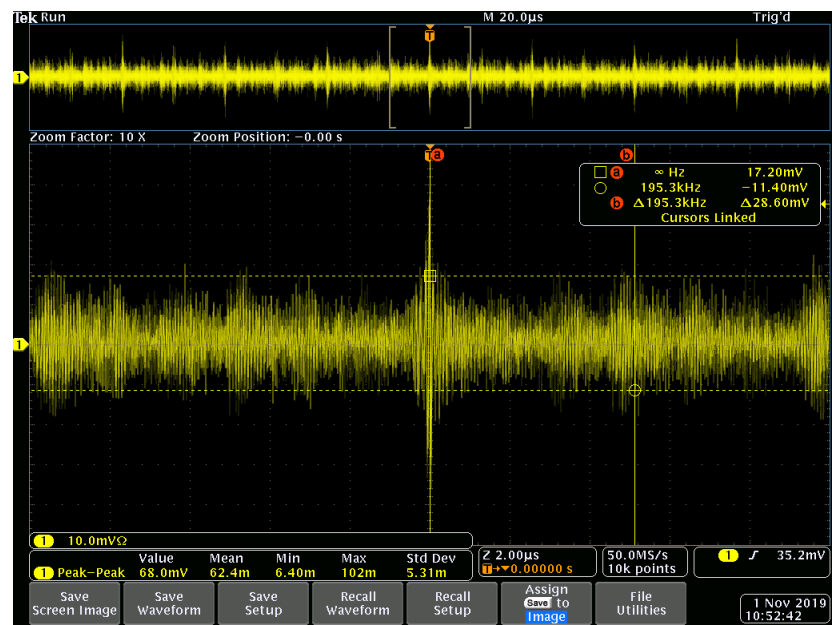 Tek Run M 20.0µs Trig'd
T
1
Zoom Factor: 10 X Zoom Position: −0.00 s
T a b
a ∞ Hz 17.20mV
195.3kHz −11.40mV
b Δ195.3kHz Δ28.60mV
Cursors Linked
1
1 10.0mVΩ
Value Mean Min Max Std Dev
1 Peak−Peak 68.0mV 62.4m 6.40m 102m 5.31m
Z 2.00µs
T→▼0.00000 s
50.0MS/s
10k points
1 35.2mV
Save
Screen Image
Save
Waveform
Save
Setup
Recall
Waveform
Recall
Setup
Assign
Save to
Image
File
Utilities
1 Nov 2019
10:52:42